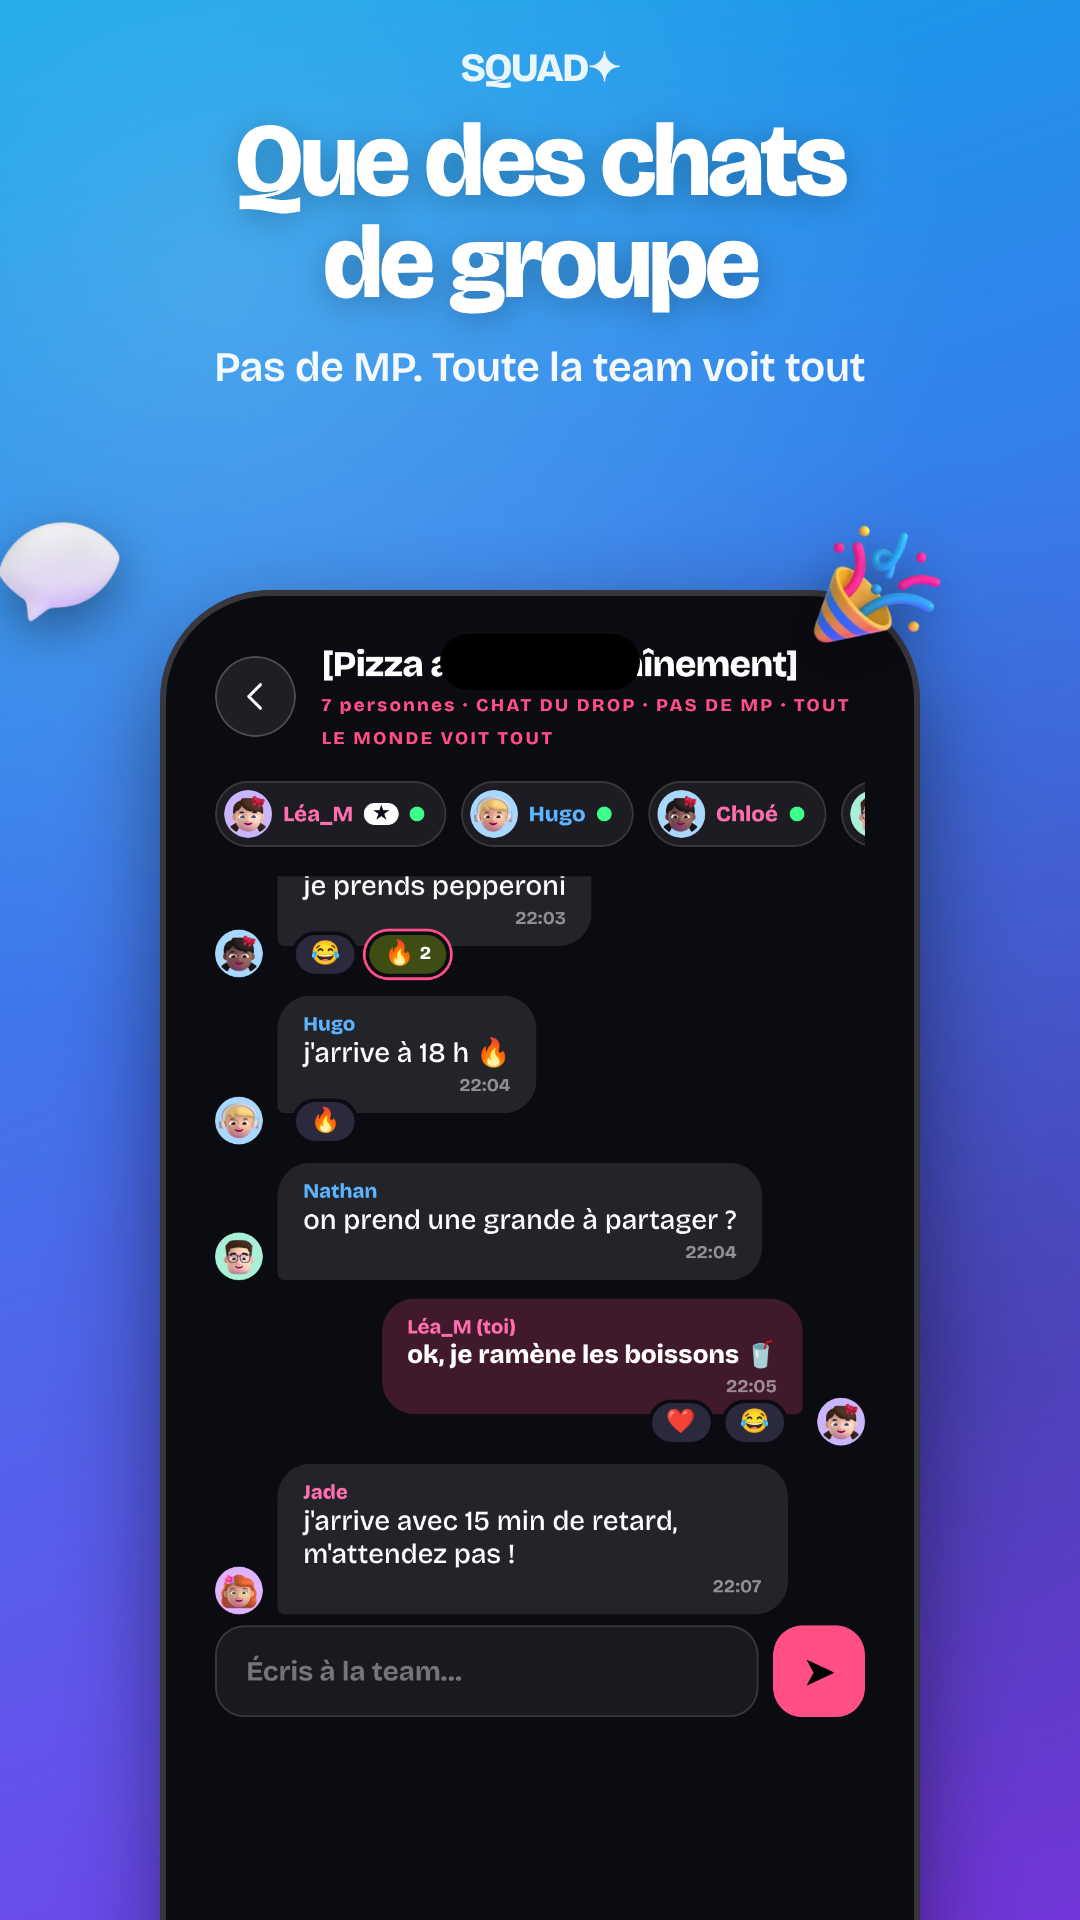 SQUAD
Que des chats
de groupe
Pas de MP. Toute la team voit tout
[Pizza a
aînement]
7 personnes · CHAT DU DROP · PAS DE MP · TOUT
LE MONDE VOIT TOUT
Léa_M
Hugo
Chloé
je prends pepperoni
22:03
😂 🔥 2
Hugo
j'arrive à 18 h 🔥
22:04
🔥
Nathan
on prend une grande à partager ?
22:04
Léa_M (toi)
ok, je ramène les boissons 🥤
22:05
❤️ 😂
Jade
j'arrive avec 15 min de retard,
m'attendez pas !
22:07
Écris à la team...